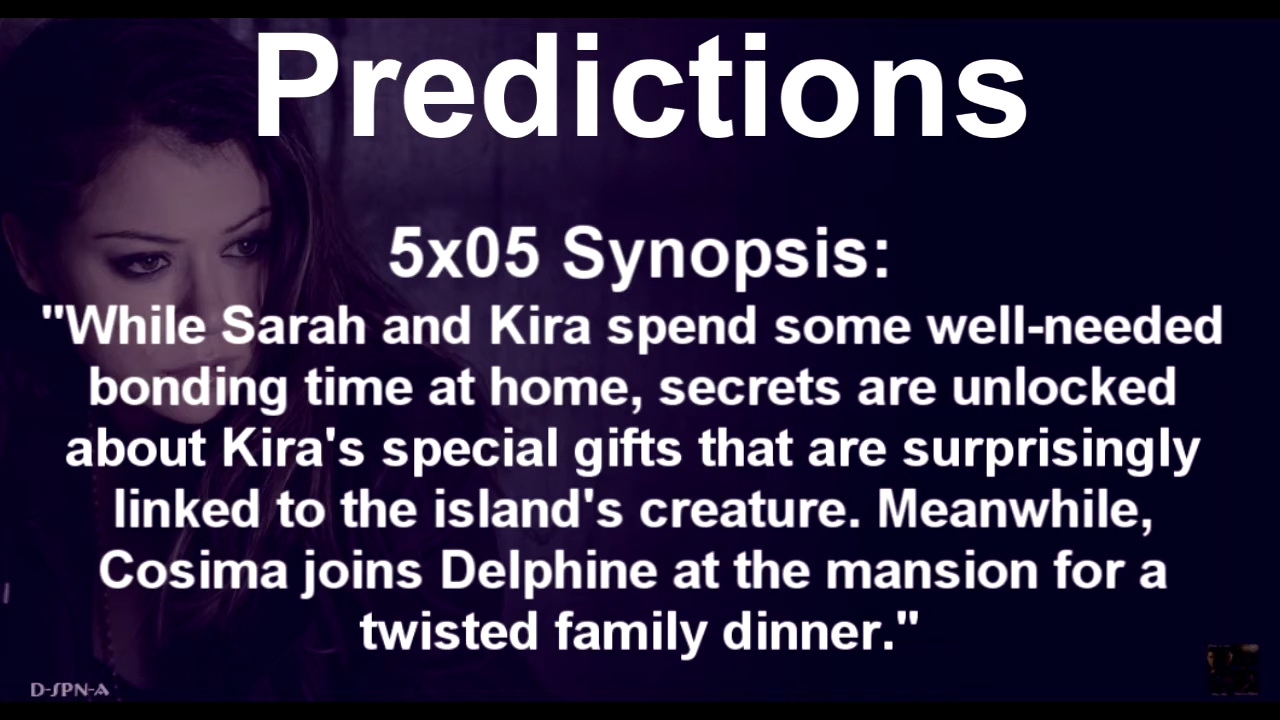 Predictions
5x05 Synopsis:
"While Sarah and Kira spend some well-needed
bonding time at home, secrets are unlocked
about Kira's special gifts that are surprisingly
linked to the island's creature. Meanwhile,
Cosima joins Delphine at the mansion for a
twisted family dinner."
D-SPN-A